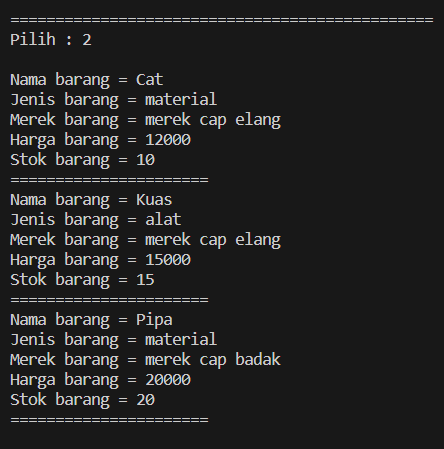 ===============================================
Pilih : 2
Nama barang = Cat
Jenis barang = material
Merek barang = merek cap elang
Harga barang = 12000
Stok barang = 10
======================
Nama barang = Kuas
Jenis barang = alat
Merek barang = merek cap elang
Harga barang = 15000
Stok barang = 15
======================
Nama barang = Pipa
Jenis barang = material
Merek barang = merek cap badak
Harga barang = 20000
Stok barang = 20
======================